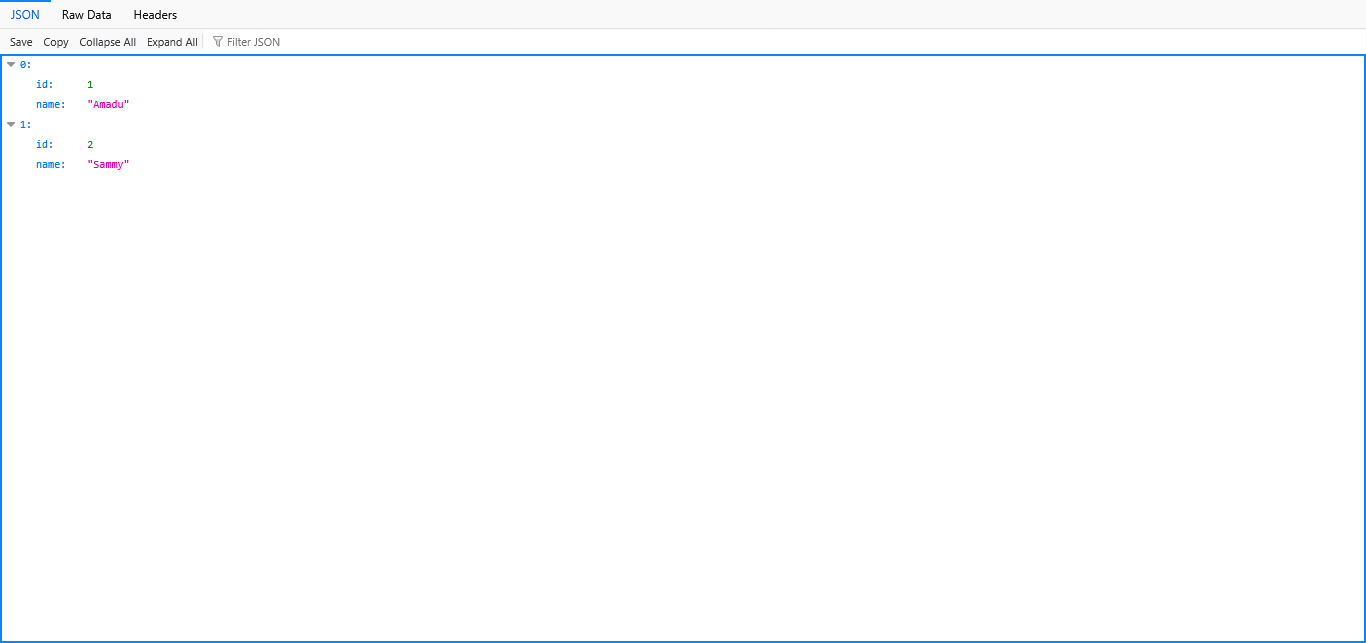 JSON Raw Data Headers
Save Copy Collapse All Expand All Filter JSON
0:
id: 1
name: "Amadu"
1:
id: 2
name: "Sammy"